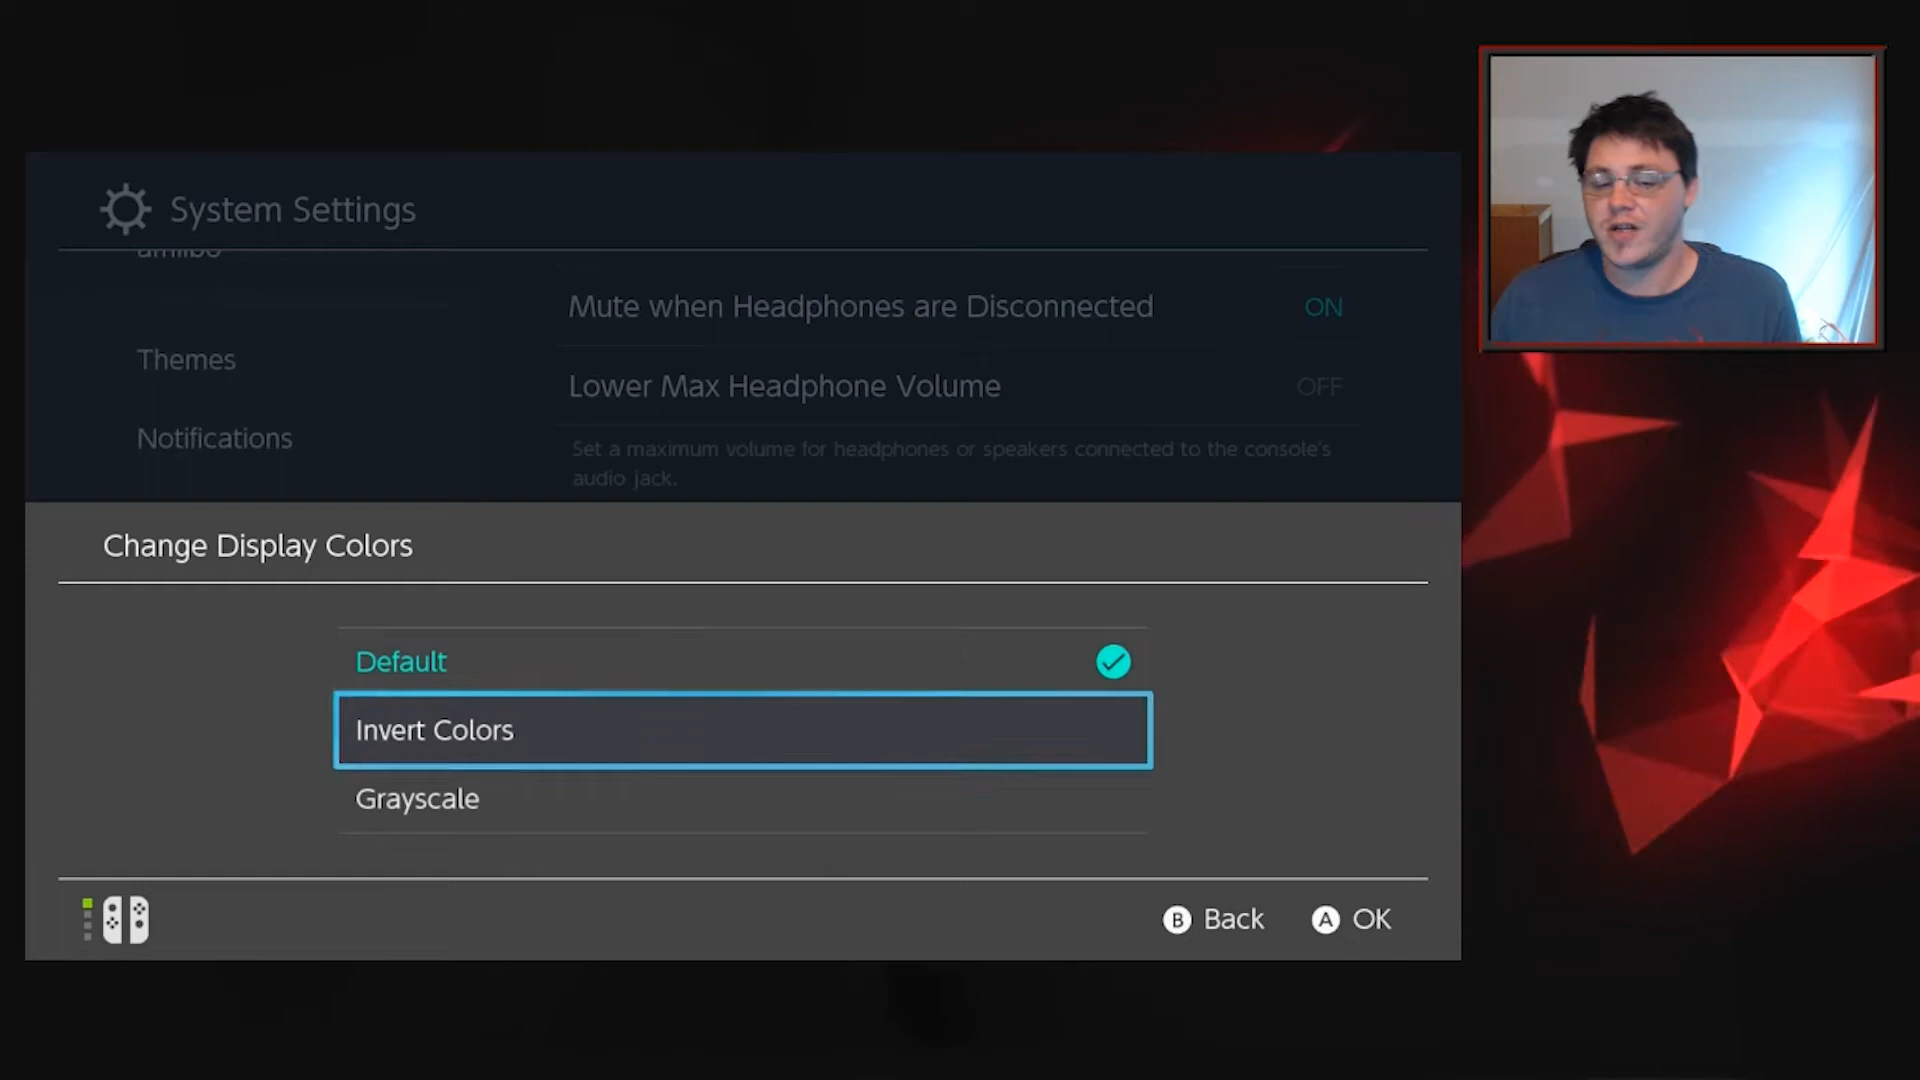 System Settings
amiibo
Mute when Headphones are Disconnected ON
Themes
Lower Max Headphone Volume OFF
Notifications
Set a maximum volume for headphones or speakers connected to the console's
audio jack.
Change Display Colors
Default
Invert Colors
Grayscale
B Back A OK